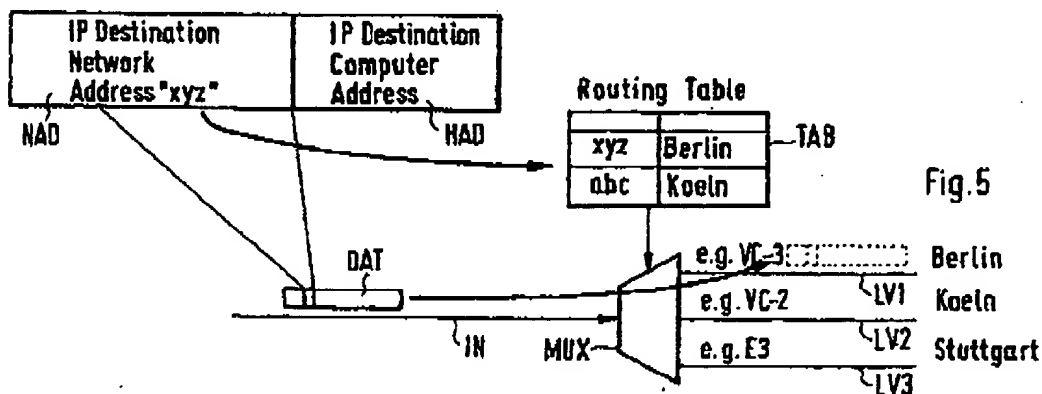 IP Destination
Network
Address "xyz"
IP Destination
Computer
Address
NAD
HAD
Routing Table
xyz Berlin
abc Koeln
TAB
Fig.5
DAT
IN
MUX
e.g. VC-3 Berlin
LV1
e.g. VC-2 Koeln
LV2
e.g. E3 Stuttgart
LV3